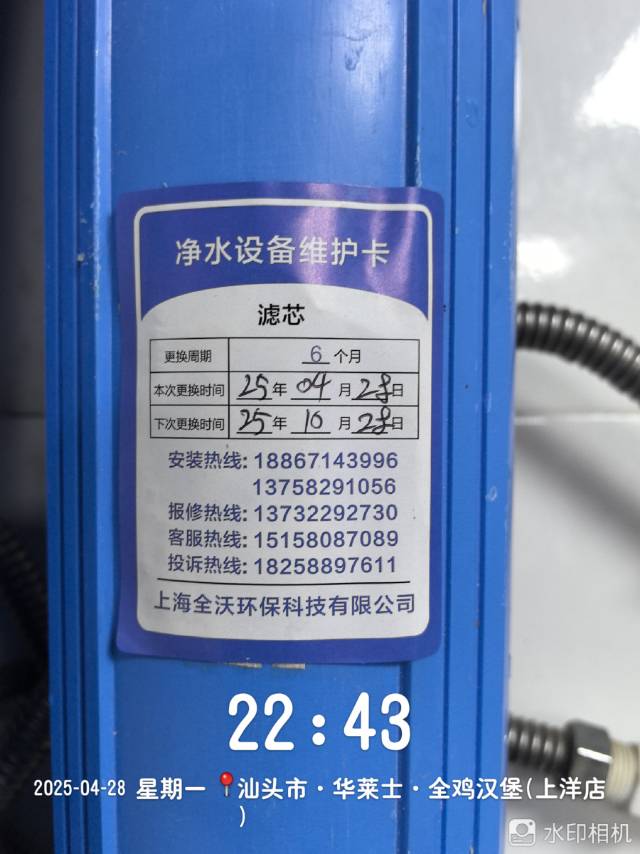 净水设备维护卡
滤芯
更换周期 6 个月
本次更换时间 25 年 04 月 28 日
下次更换时间 25 年 10 月 28 日
安装热线: 18867143996
13758291056
报修热线: 13732292730
客服热线: 15158087089
投诉热线: 18258897611
上海全沃环保科技有限公司
22:43
2025-04-28 星期一 📍汕头市·华莱士·全鸡汉堡(上洋店
)
水印相机